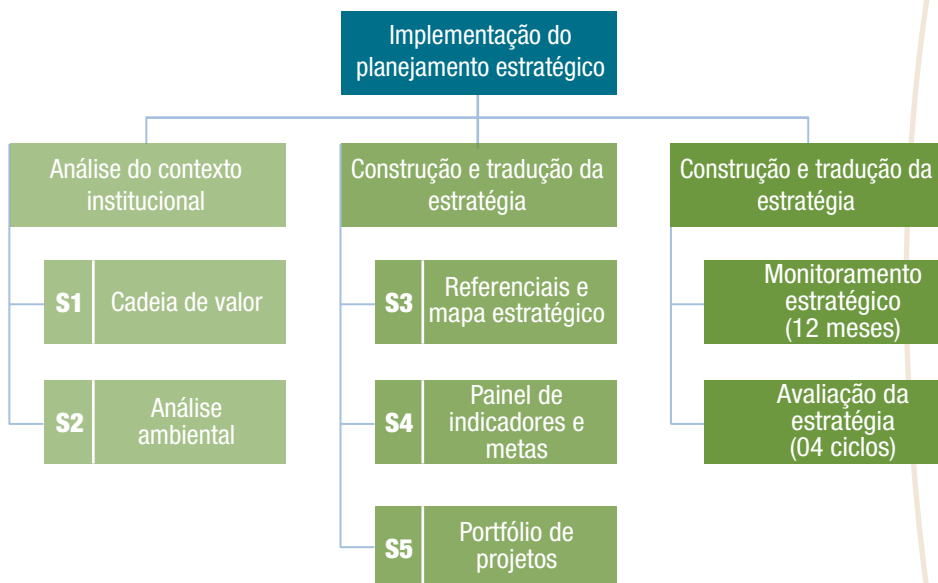 Implementação do
planejamento estratégico
Análise do contexto
institucional
S1
Cadeia de valor
S2
Análise
ambiental
Construção e tradução da
estratégia
S3
Referenciais e
mapa estratégico
S4
Painel de
indicadores e
metas
S5
Portfólio de
projetos
Construção e tradução da
estratégia
Monitoramento
estratégico
(12 meses)
Avaliação da
estratégia
(04 ciclos)